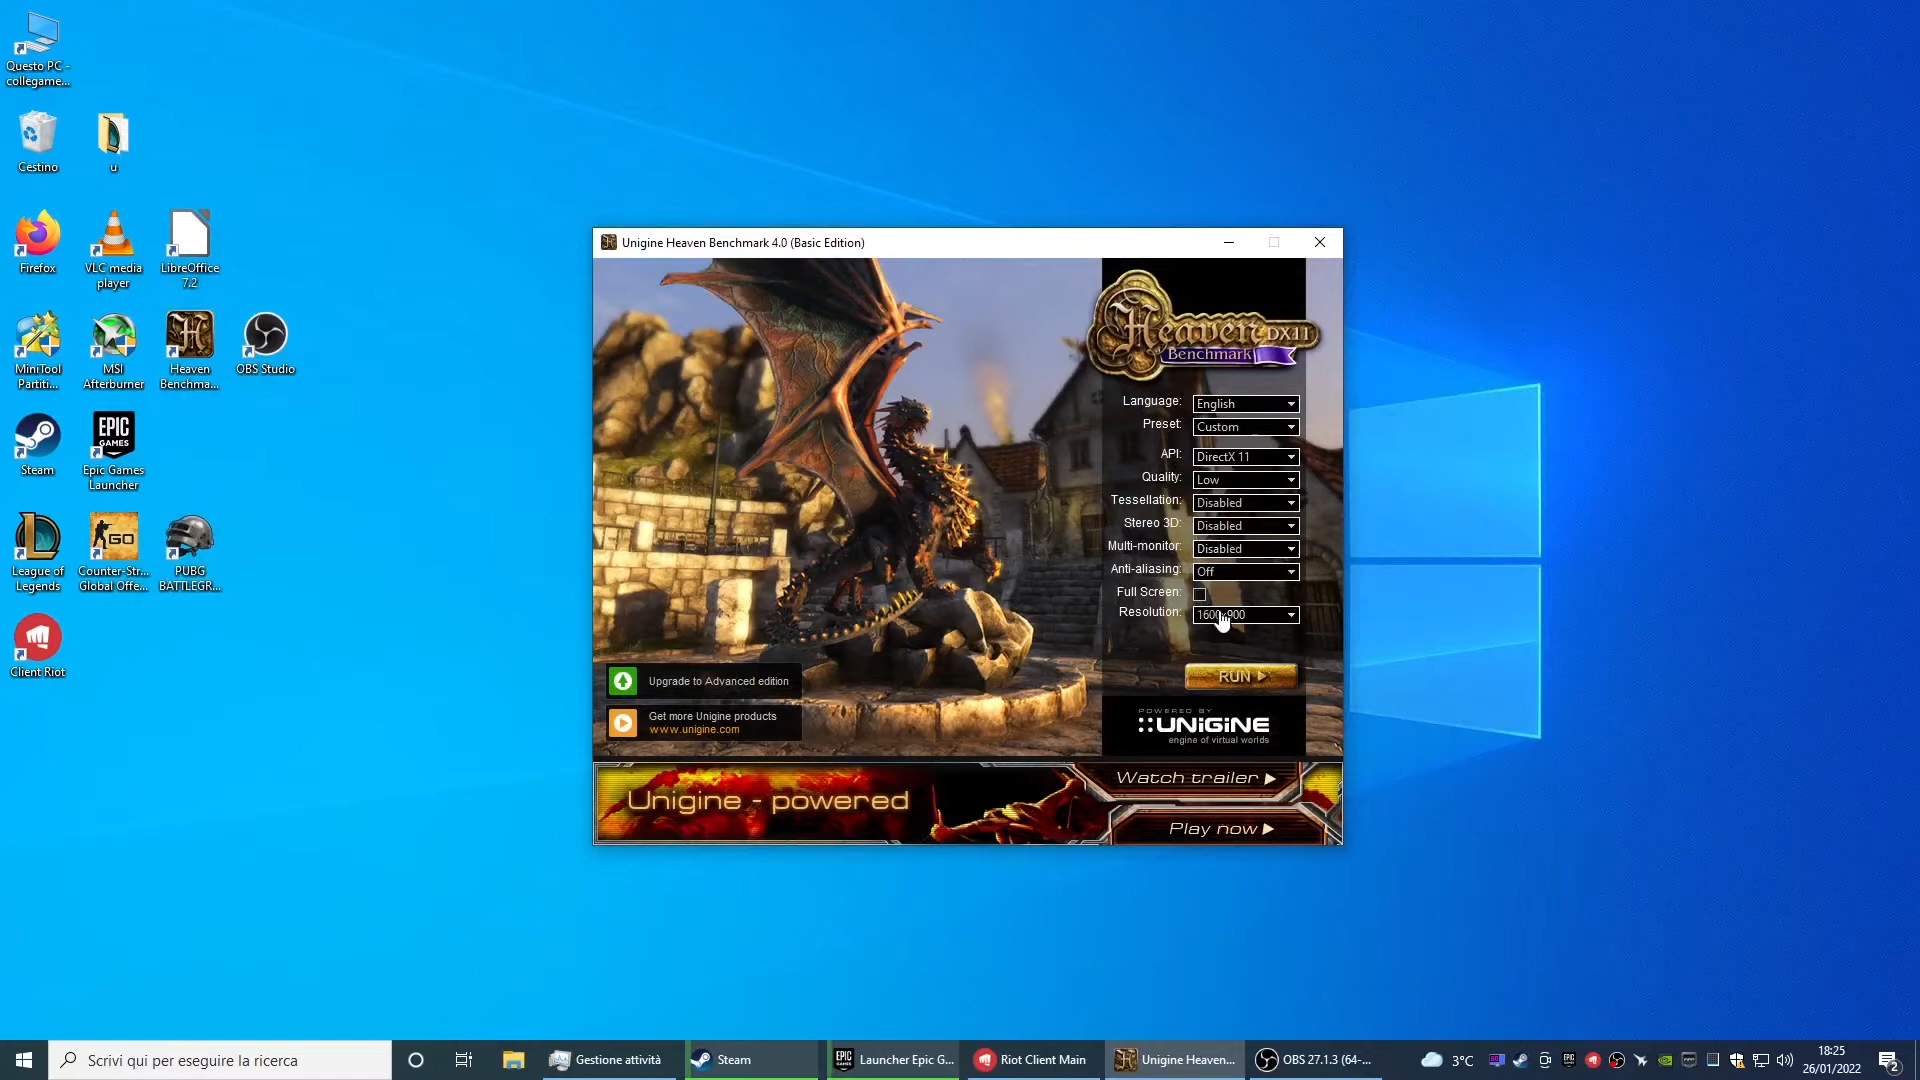 Questo PC -
collegame...
Cestino
u
Firefox
VLC media
player
LibreOffice
7.2
MiniTool
Partiti...
MSI
Afterburner
Heaven
Benchma...
OBS Studio
Steam
EPIC
GAMES
Epic Games
Launcher
League of
Legends
GO
Counter-Str...
Global Offe...
PUBG
BATTLEGR...
Client Riot
Unigine Heaven Benchmark 4.0 (Basic Edition)
Heaven DX11
Benchmark
Language: English
Preset: Custom
API: DirectX 11
Quality: Low
Tessellation: Disabled
Stereo 3D: Disabled
Multi-monitor: Disabled
Anti-aliasing: Off
Full Screen:
Resolution: 1600x900
RUN
Upgrade to Advanced edition
Get more Unigine products
www.unigine.com
POWERED BY
UNIGINE
engine of virtual worlds
Unigine - powered
Watch trailer
Play now
Scrivi qui per eseguire la ricerca
Gestione attività
Steam
Launcher Epic G...
Riot Client Main
Unigine Heaven...
OBS 27.1.3 (64-...
3°C
18:25
26/01/2022
2